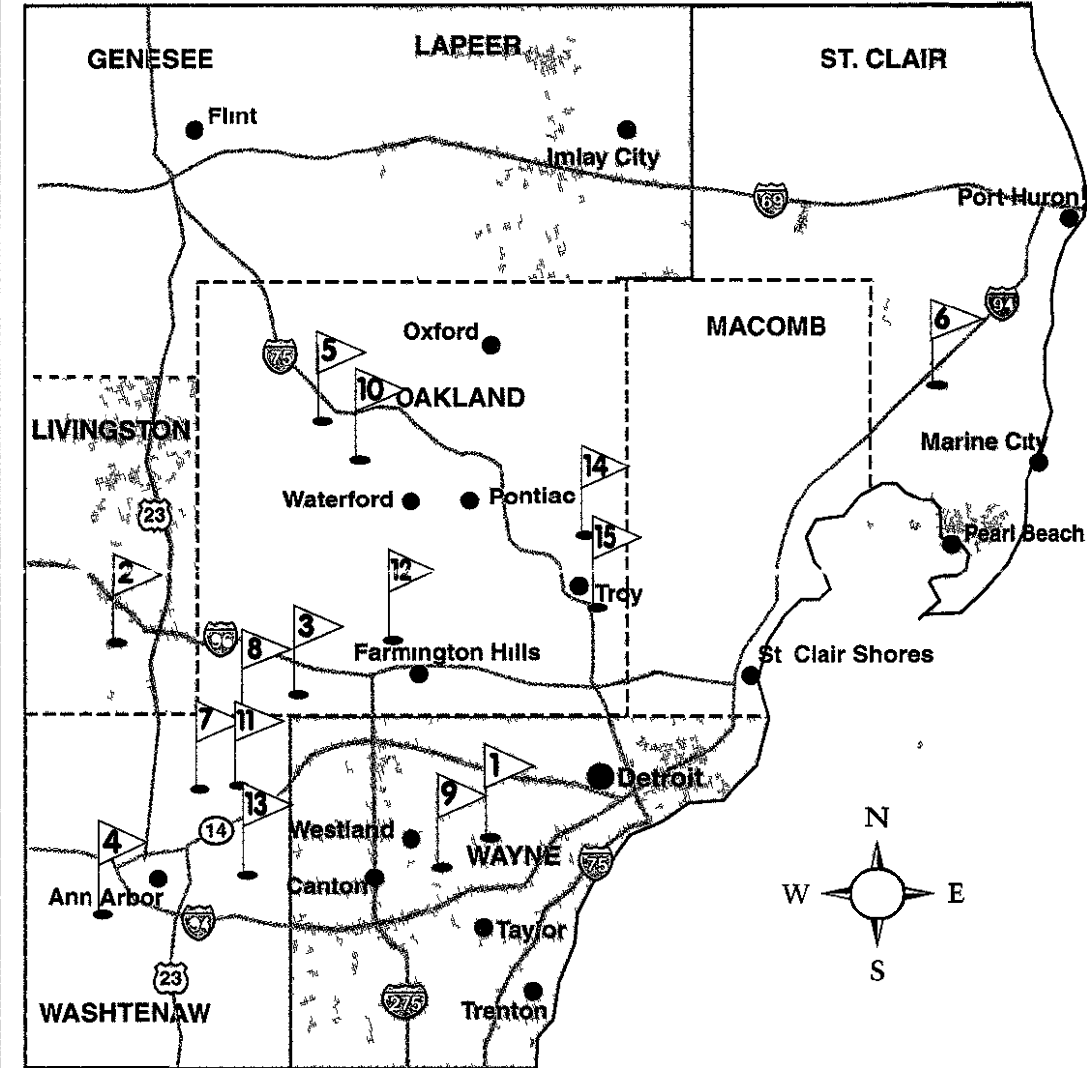 GENESEE
LAPEER
ST. CLAIR
Flint
Imlay City
69
Port Huron
94
6
MACOMB
Oxford
5
75
10
OAKLAND
LIVINGSTON
Marine City
14
Waterford
Pontiac
23
15
Pearl Beach
2
12
Troy
3
8
Farmington Hills
St Clair Shores
7
11
1
Detroit
9
13
14
Westland
4
WAYNE
75
Canton
Ann Arbor
N
W
E
S
Taylor
23
275
WASHTENAW
Trenton